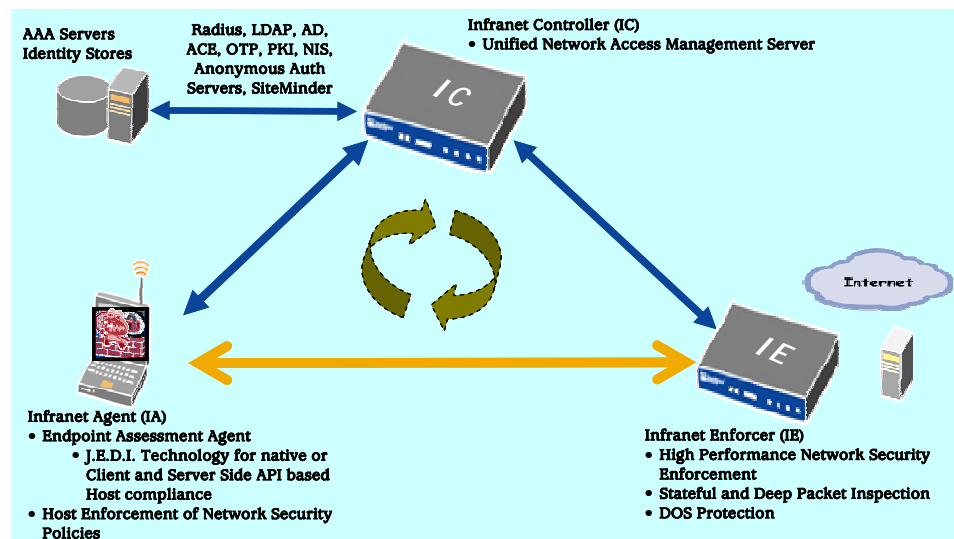 AAA Servers
Identity Stores
Radius, LDAP, AD,
ACE, OTP, PKI, NIS,
Anonymous Auth
Servers, SiteMinder
Infranet Controller (IC)
• Unified Network Access Management Server
IC
Internet
IE
Infranet Agent (IA)
• Endpoint Assessment Agent
• J.E.D.I. Technology for native or
Client and Server Side API based
Host compliance
• Host Enforcement of Network Security
Policies
Infranet Enforcer (IE)
• High Performance Network Security
Enforcement
• Stateful and Deep Packet Inspection
• DOS Protection